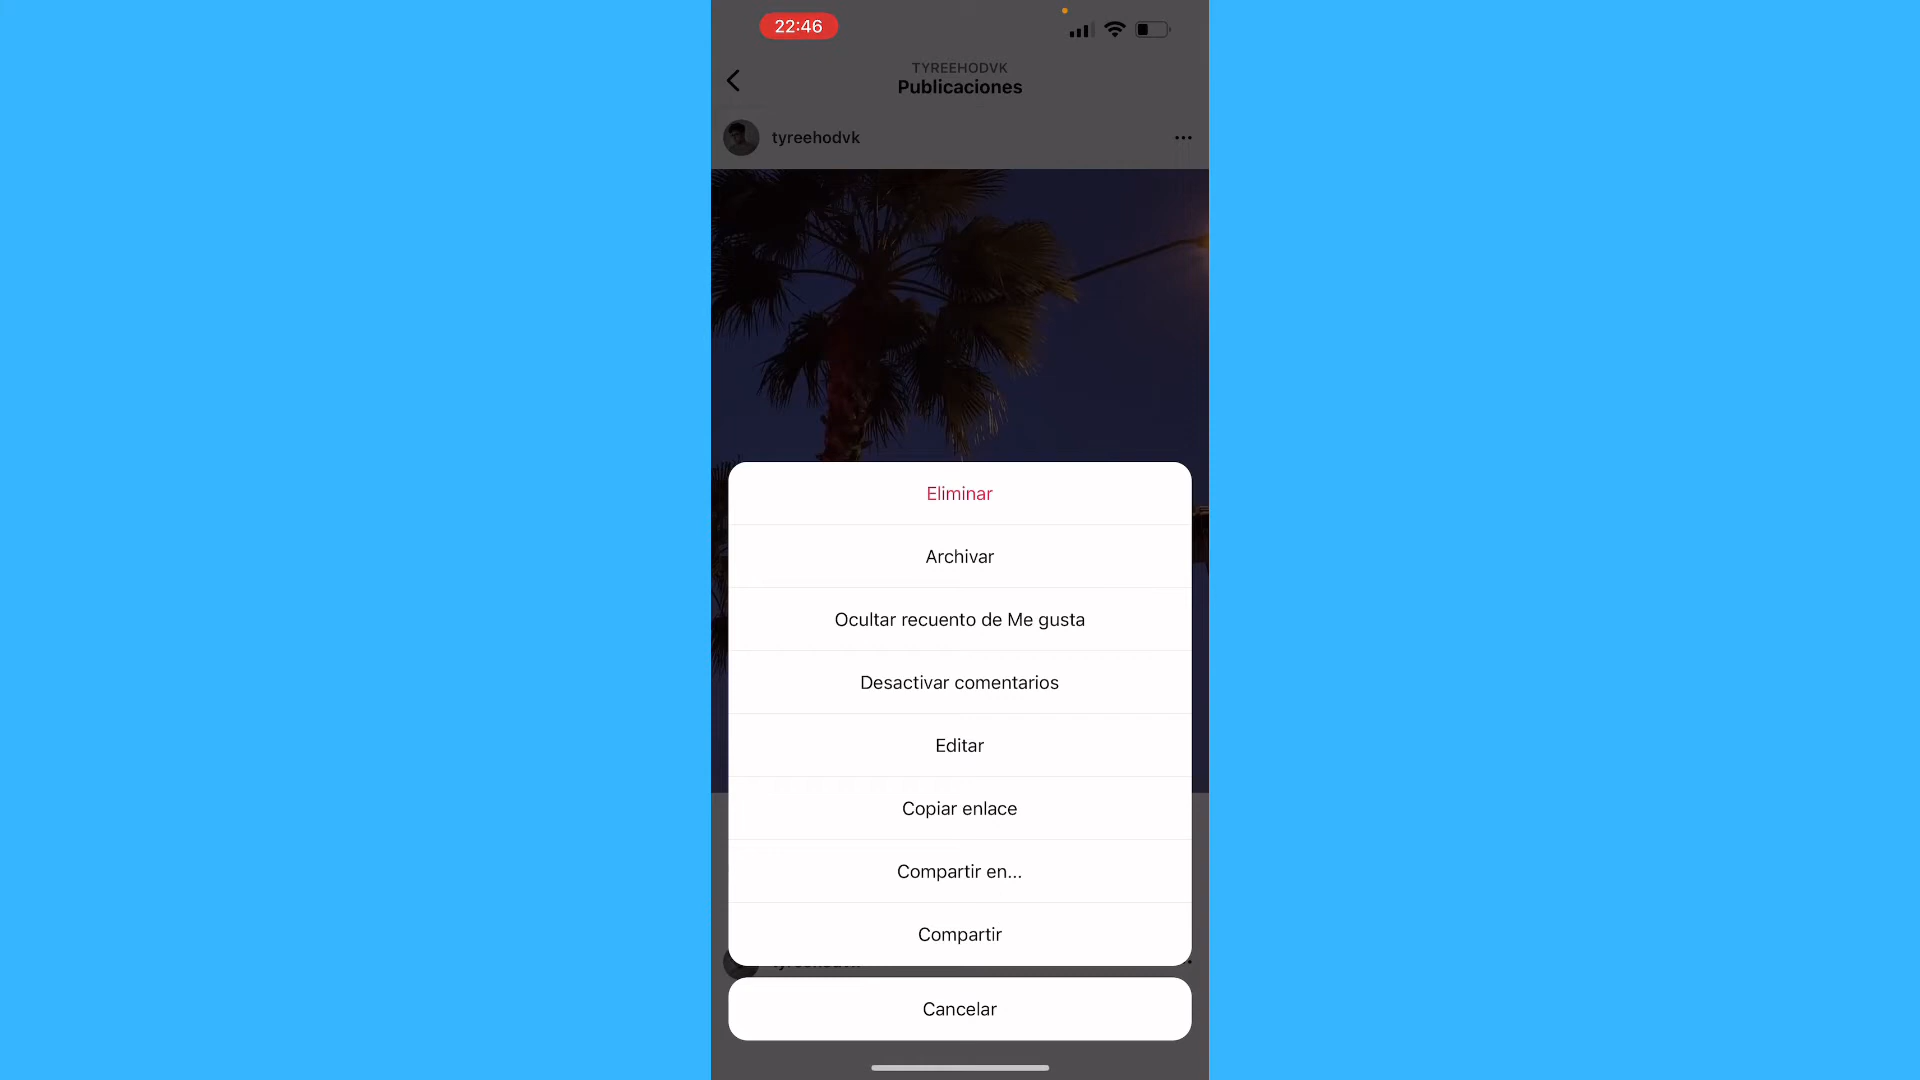 22:46
TYREEHODVK
Publicaciones
tyreehodvk
Eliminar
Archivar
Ocultar recuento de Me gusta
Desactivar comentarios
Editar
Copiar enlace
Compartir en...
Compartir
Cancelar